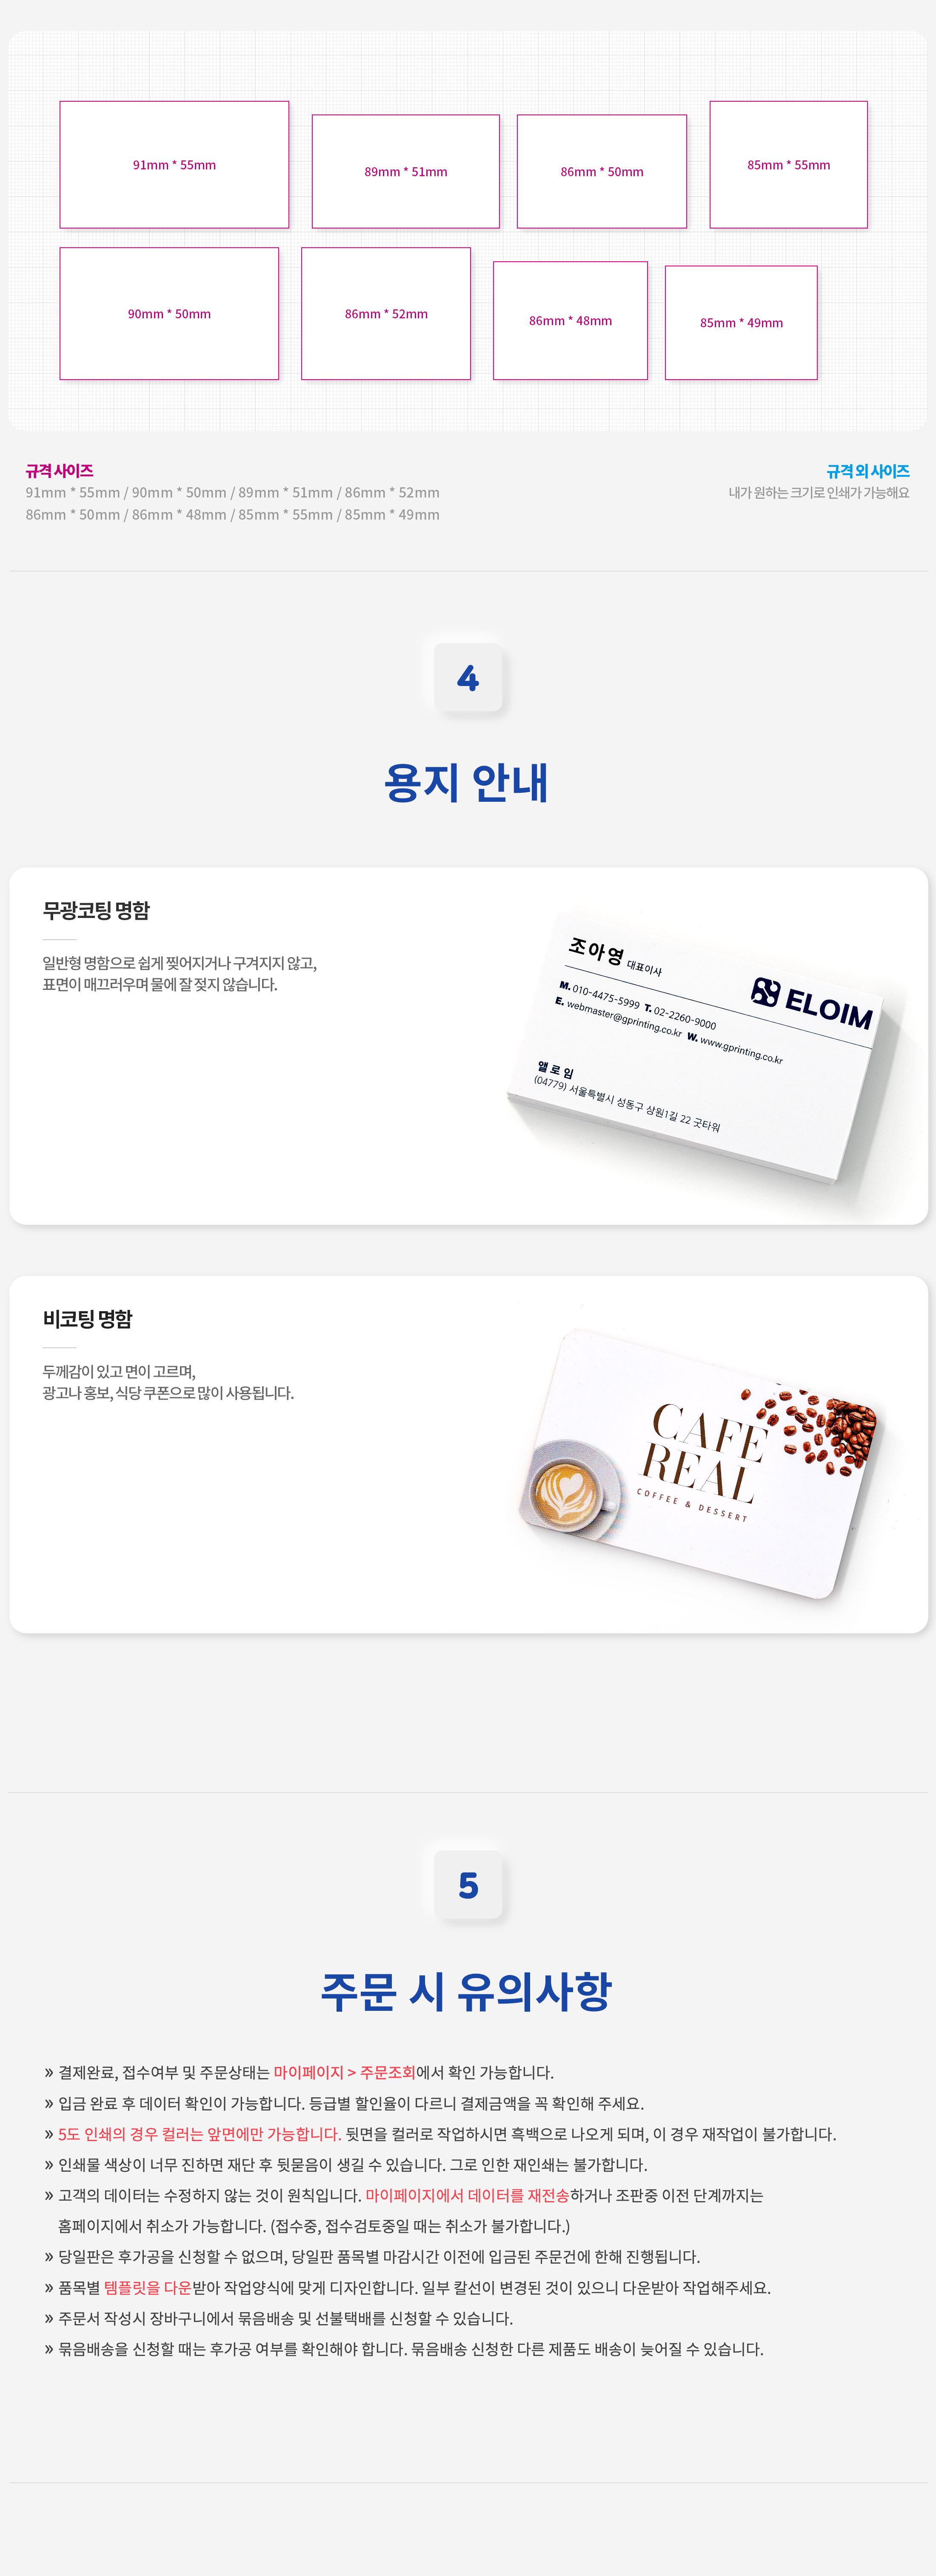 91mm * 55mm
89mm * 51mm
86mm * 50mm
85mm * 55mm
90mm * 50mm
86mm * 52mm
86mm * 48mm
85mm * 49mm
규격 사이즈
91mm * 55mm / 90mm * 50mm / 89mm * 51mm / 86mm * 52mm
86mm * 50mm / 86mm * 48mm / 85mm * 55mm / 85mm * 49mm
규격 외 사이즈
내가 원하는 크기로 인쇄가 가능해요
4
용지 안내
무광코팅 명함
일반형 명함으로 쉽게 찢어지거나 구겨지지 않고,
표면이 매끄러우며 물에 잘 젖지 않습니다.
조아영 대표이사
ELOIM
M. 010-4475-5999 T. 02-2260-9000
E. webmaster@gprinting.co.kr W. www.gprinting.co.kr
앨로임
(04779) 서울특별시 성동구 상원1길 22 굿타워
비코팅 명함
두께감이 있고 면이 고르며,
광고나 홍보, 식당 쿠폰으로 많이 사용됩니다.
CAFE
REAL
COFFEE & DESSERT
5
주문 시 유의사항
» 결제완료, 접수여부 및 주문상태는 마이페이지 > 주문조회에서 확인 가능합니다.
» 입금 완료 후 데이터 확인이 가능합니다. 등급별 할인율이 다르니 결제금액을 꼭 확인해 주세요.
» 5도 인쇄의 경우 컬러는 앞면에만 가능합니다. 뒷면을 컬러로 작업하시면 흑백으로 나오게 되며, 이 경우 재작업이 불가합니다.
» 인쇄물 색상이 너무 진하면 재단 후 뒷묻음이 생길 수 있습니다. 그로 인한 재인쇄는 불가합니다.
» 고객의 데이터는 수정하지 않는 것이 원칙입니다. 마이페이지에서 데이터를 재전송하거나 조판중 이전 단계까지는
홈페이지에서 취소가 가능합니다. (접수중, 접수검토중일 때는 취소가 불가합니다.)
» 당일판은 후가공을 신청할 수 없으며, 당일판 품목별 마감시간 이전에 입금된 주문건에 한해 진행됩니다.
» 품목별 템플릿을 다운받아 작업양식에 맞게 디자인합니다. 일부 칼선이 변경된 것이 있으니 다운받아 작업해주세요.
» 주문서 작성시 장바구니에서 묶음배송 및 선불택배를 신청할 수 있습니다.
» 묶음배송을 신청할 때는 후가공 여부를 확인해야 합니다. 묶음배송 신청한 다른 제품도 배송이 늦어질 수 있습니다.